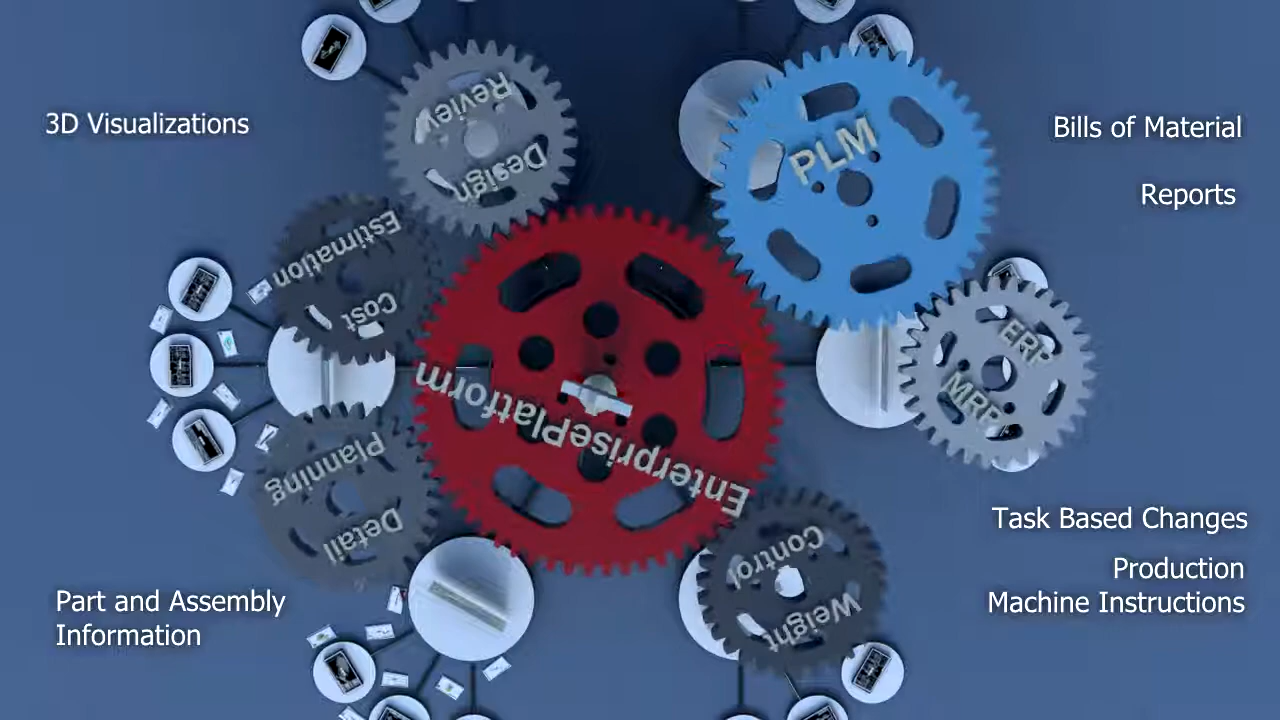 3D Visualizations
Bills of Material
Reports
Design
Review
PLM
Cost
Estimation
EnterprisePlatform
ERP
MRP
Detail
Planning
Weight
Control
Task Based Changes
Production
Machine Instructions
Part and Assembly
Information